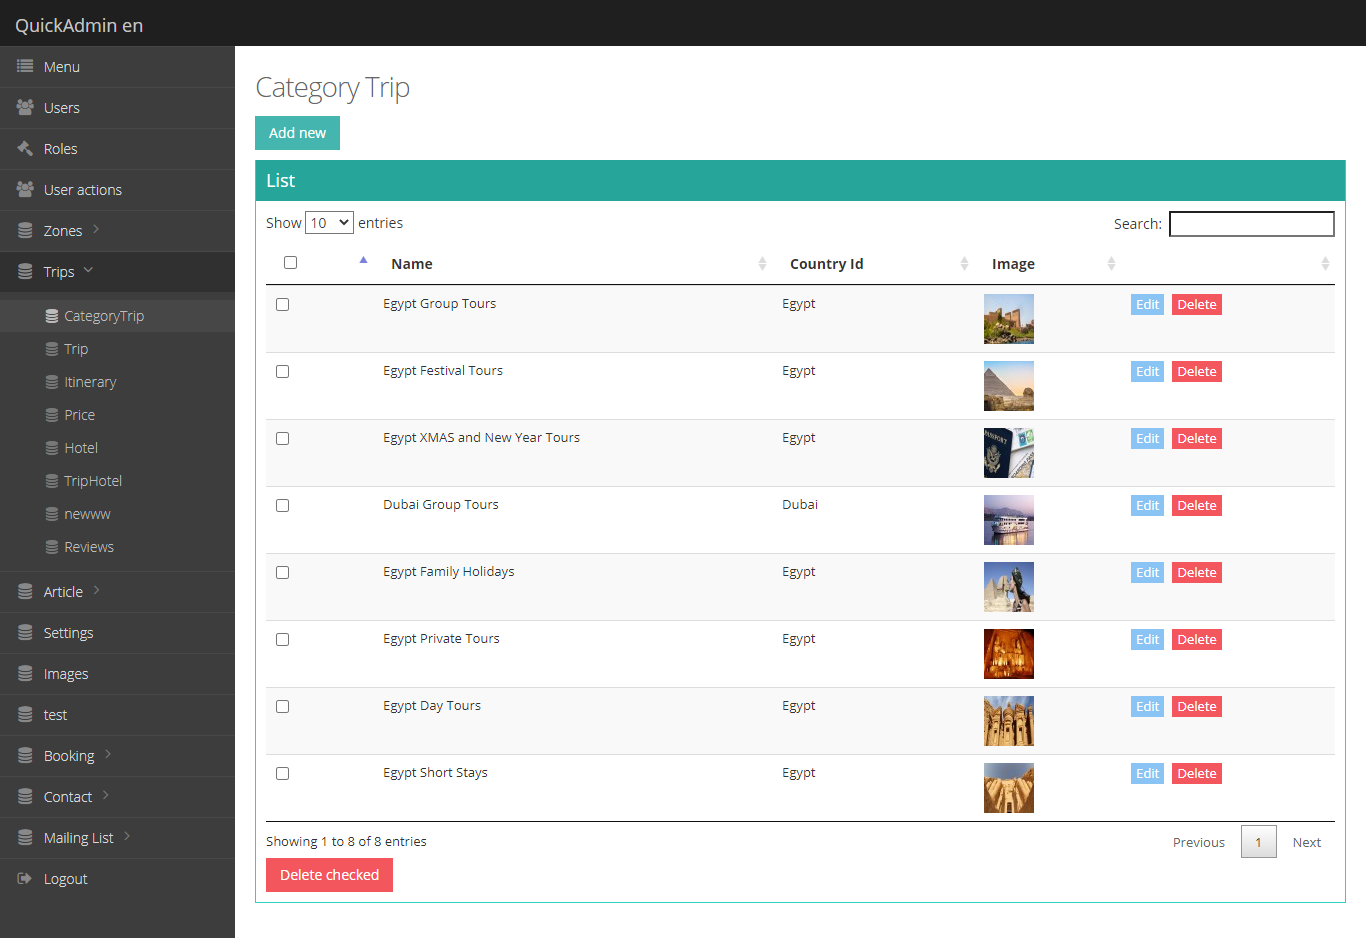 QuickAdmin en
Menu
Users
Roles
User actions
Zones
Trips
CategoryTrip
Trip
Itinerary
Price
Hotel
TripHotel
newww
Reviews
Article
Settings
Images
test
Booking
Contact
Mailing List
Logout
Category Trip
Add new
List
Show 10 entries
Search:
Name Country Id Image
Egypt Group Tours Egypt Edit Delete
Egypt Festival Tours Egypt Edit Delete
Egypt XMAS and New Year Tours Egypt Edit Delete
PASSPORT
Dubai Group Tours Dubai Edit Delete
Egypt Family Holidays Egypt Edit Delete
Egypt Private Tours Egypt Edit Delete
Egypt Day Tours Egypt Edit Delete
Egypt Short Stays Egypt Edit Delete
Showing 1 to 8 of 8 entries
Previous 1 Next
Delete checked